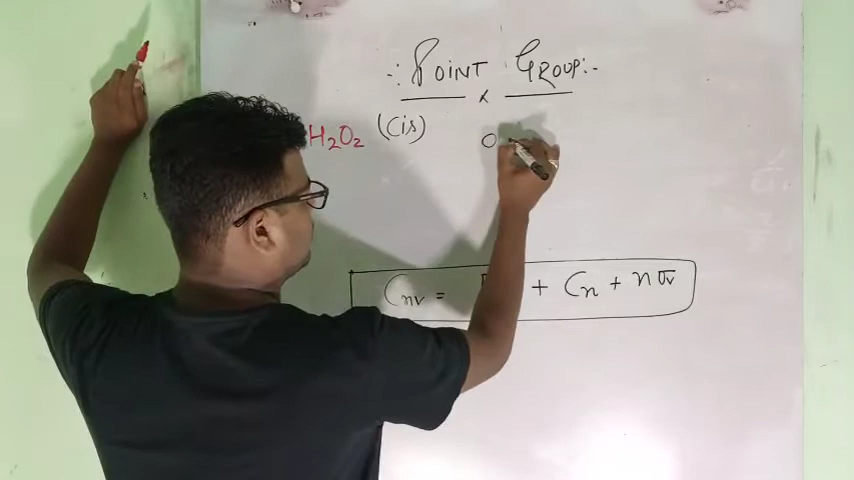 ∴ POINT GROUP:-
H₂O₂ (Cis) O
Cnv = + Cn + nσv